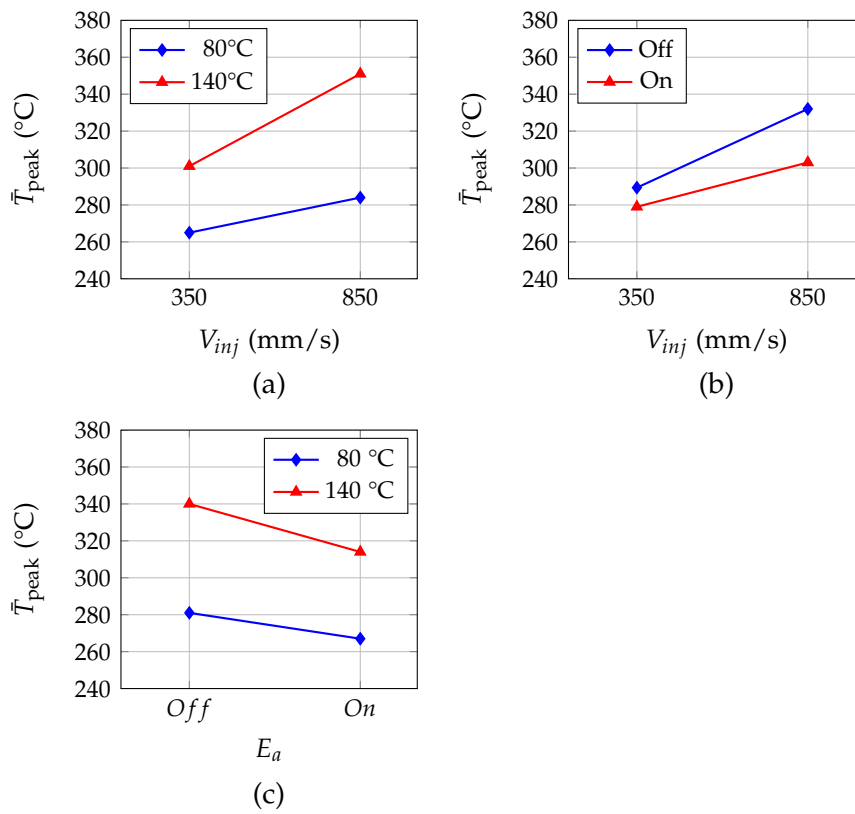 380
360
340
320
300
280
260
240
T̄peak (°C)
80°C
140°C
350
850
Vinj (mm/s)
(a)
380
360
340
320
300
280
260
240
T̄peak (°C)
Off
On
350
850
Vinj (mm/s)
(b)
380
360
340
320
300
280
260
240
T̄peak (°C)
80 °C
140 °C
Off
On
Ea
(c)